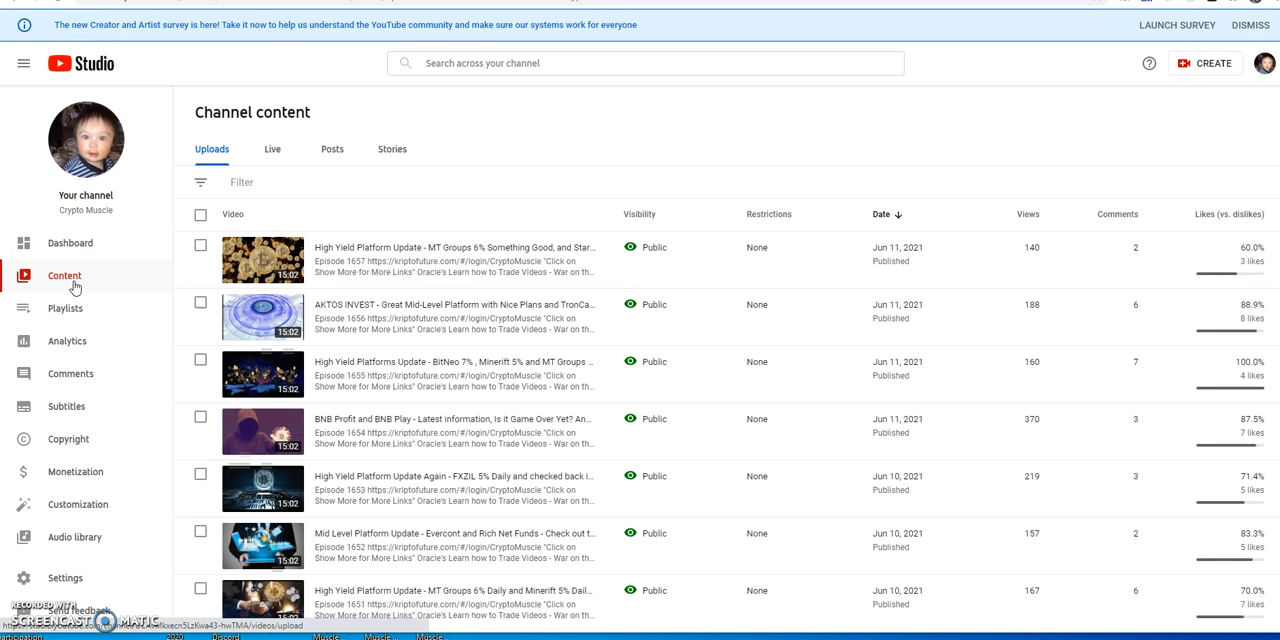 The new Creator and Artist survey is here! Take it now to help us understand the YouTube community and make our systems work for everyone
LAUNCH SURVEY
DISMISS
Studio
Search across your channel
CREATE
Channel content
Uploads
Live
Posts
Stories
Your channel
Crypto Muscle
Filter
Video
Visibility
Restrictions
Date
Views
Comments
Likes (vs. dislikes)
Dashboard
Content
Playlists
Analytics
Comments
Subtitles
Copyright
Monetization
Customization
Audio library
Settings
Send feedback
High Yield Platform Update - MT Groups 6% Something Good, and Star...
Public
None
Jun 11, 2021
140
2
60.0%
Episode 1657 https://kriptofuture.com/#/login/CryptoMuscle "Click on
Published
3 likes
Show More for More Links" Oracle's Learn how to Trade Videos - War on th...
15:02
AKTOS INVEST - Great Mid-Level Platform with Nice Plans and TronCa...
Public
None
Jun 11, 2021
188
6
88.9%
Episode 1656 https://kriptofuture.com/#/login/CryptoMuscle "Click on
Published
8 likes
Show More for More Links" Oracle's Learn how to Trade Videos - War on th...
15:02
High Yield Platforms Update - BitNeo 7% , Minerift 5% and MT Groups ...
Public
None
Jun 11, 2021
160
7
100.0%
Episode 1655 https://kriptofuture.com/#/login/CryptoMuscle "Click on
Published
4 likes
Show More for More Links" Oracle's Learn how to Trade Videos - War on th...
15:02
BNB Profit and BNB Play - Latest information, Is it Game Over Yet? An...
Public
None
Jun 11, 2021
370
3
87.5%
Episode 1654 https://kriptofuture.com/#/login/CryptoMuscle "Click on
Published
7 likes
Show More for More Links" Oracle's Learn how to Trade Videos - War on th...
15:02
High Yield Platform Update Again - FXZIL 5% Daily and checked back i...
Public
None
Jun 10, 2021
219
3
71.4%
Episode 1653 https://kriptofuture.com/#/login/CryptoMuscle "Click on
Published
5 likes
Show More for More Links" Oracle's Learn how to Trade Videos - War on th...
15:02
Mid Level Platform Update - Evercont and Rich Net Funds - Check out t...
Public
None
Jun 10, 2021
157
2
83.3%
Episode 1652 https://kriptofuture.com/#/login/CryptoMuscle "Click on
Published
5 likes
Show More for More Links" Oracle's Learn how to Trade Videos - War on th...
15:02
High Yield Platform Update - MT Groups 6% Daily and Minerift 5% Dail...
Public
None
Jun 10, 2021
167
6
70.0%
Episode 1651 https://kriptofuture.com/#/login/CryptoMuscle "Click on
Published
7 likes
Show More for More Links" Oracle's Learn how to Trade Videos - War on th...
15:02
RECORDED WITH
SCREENCAST MATIC
2020
Discord
Muscle...
Muscle...
Muscle...